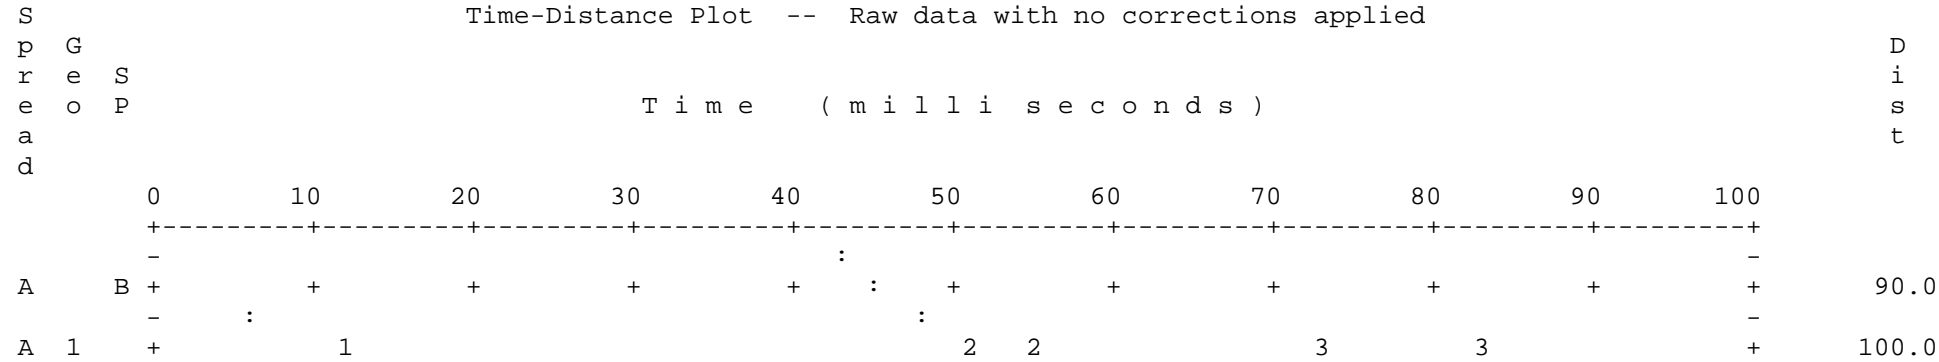 S                           Time-Distance Plot  --  Raw data with no corrections applied
p  G                                                                                                                 D
r  e  S                                                                                                              i
e  o  P                                T i m e    ( m i l l i  s e c o n d s )                                       s
a                                                                                                                    t
d
        0        10        20        30        40        50        60        70        80        90       100
        +---------+---------+---------+---------+---------+---------+---------+---------+---------+---------+
        -                                          :                                                        -
A     B +         +         +         +         +    :    +         +         +         +         +         +       90.0
        -     :                                         :                                                   -
A  1    +           1                                      2   2                 3         3                +      100.0